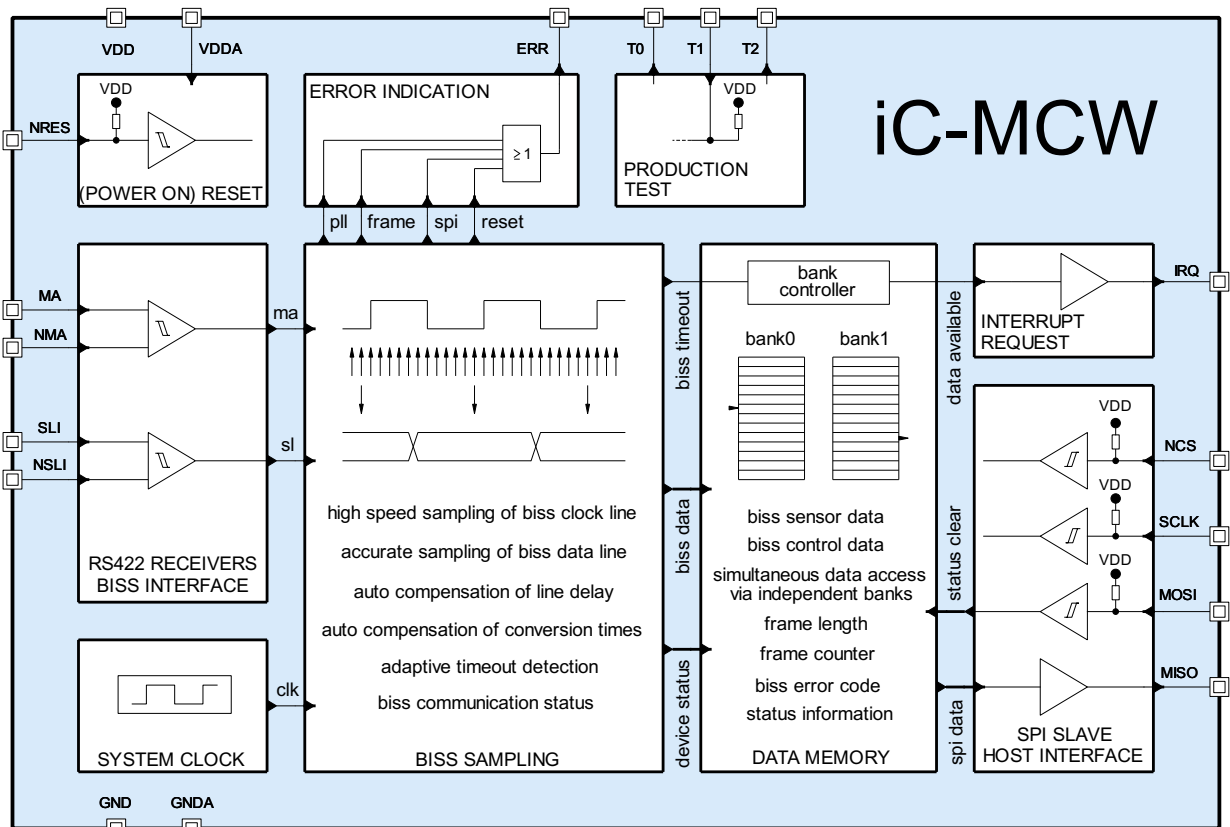 VDD
VDDA
ERR
T0
T1
T2
iC-MCW
NRES
VDD
(POWER ON) RESET
ERROR INDICATION
≥1
VDD
PRODUCTION
TEST
pll
frame
spi
reset
MA
NMA
SLI
NSLI
RS422 RECEIVERS
BISS INTERFACE
ma
sl
SYSTEM CLOCK
clk
high speed sampling of biss clock line
accurate sampling of biss data line
auto compensation of line delay
auto compensation of conversion times
adaptive timeout detection
biss communication status
BISS SAMPLING
biss timeout
biss data
device status
bank
controller
bank0
bank1
biss sensor data
biss control data
simultaneous data access
via independent banks
frame length
frame counter
biss error code
status information
DATA MEMORY
data available
status clear
spi data
IRQ
INTERRUPT
REQUEST
VDD
NCS
VDD
SCLK
VDD
MOSI
MISO
SPI SLAVE
HOST INTERFACE
GND
GNDA